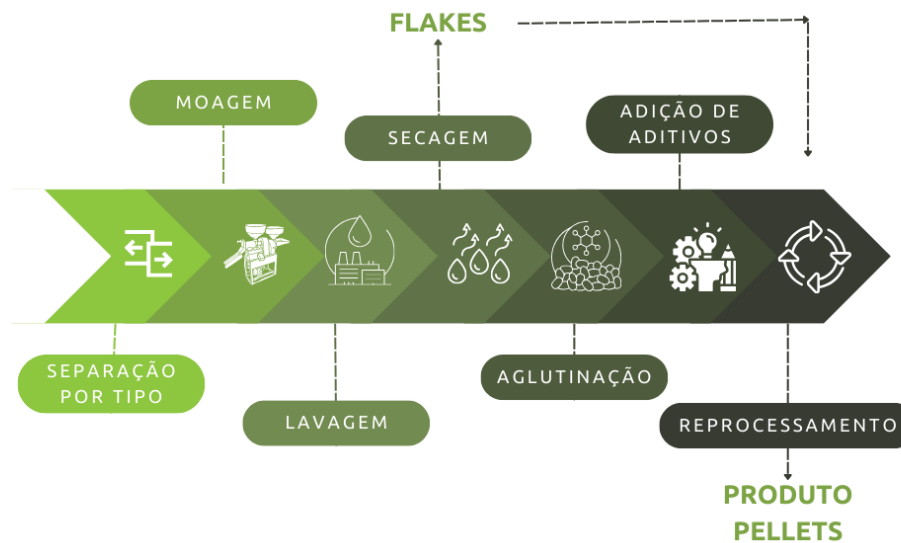 FLAKES
MOAGEM
SECAGEM
ADIÇÃO DE
ADITIVOS
SEPARAÇÃO
POR TIPO
LAVAGEM
AGLUTINAÇÃO
REPROCESSAMENTO
PRODUTO
PELLETS